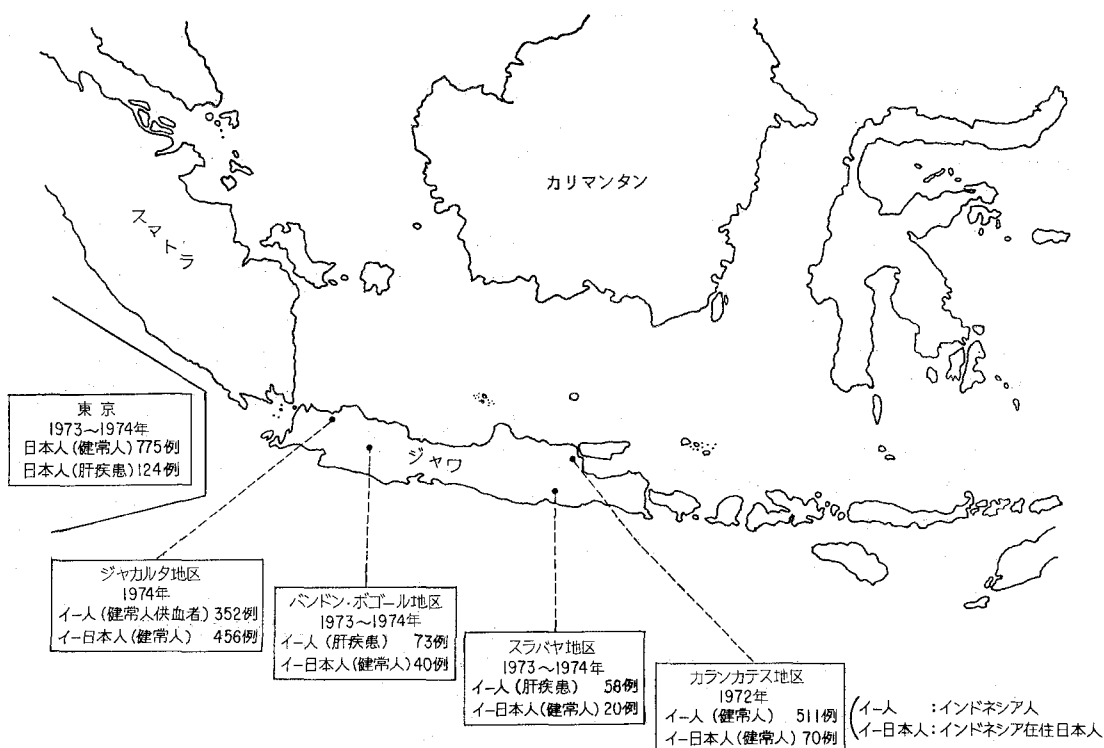 カリマンタン
スマトラ
ジャワ
東京
1973～1974年
日本人(健常人)775例
日本人(肝疾患)124例
ジャカルタ地区
1974年
イー人(健常人供血者)352例
イー日本人(健常人) 456例
バンドン・ボゴール地区
1973～1974年
イー人(肝疾患) 73例
イー日本人(健常人)40例
スラバヤ地区
1973～1974年
イー人(肝疾患) 58例
イー日本人(健常人)20例
カランカテス地区
1972年
イー人(健常人) 511例
イー日本人(健常人)70例
(イー人 :インドネシア人
イー日本人:インドネシア在住日本人